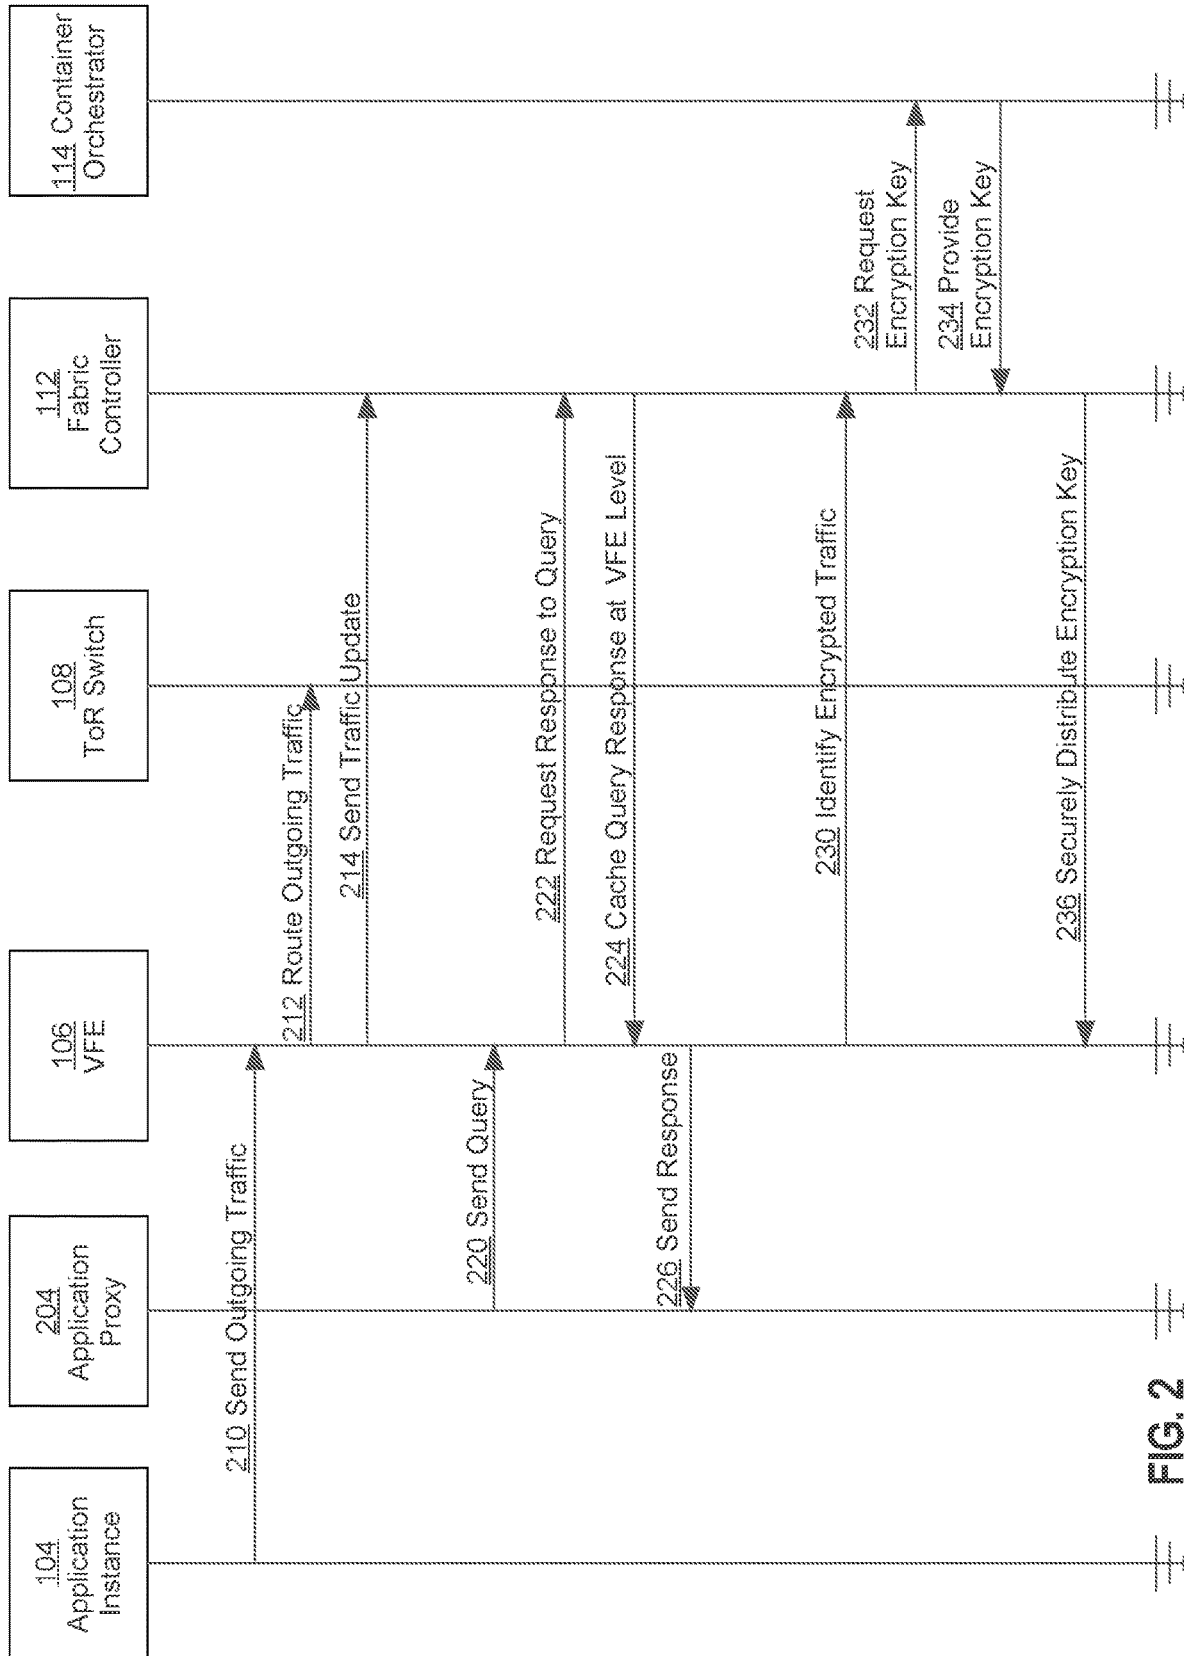 104
Application
Instance
204
Application
Proxy
106
VFE
108
ToR Switch
112
Fabric
Controller
114 Container
Orchestrator
210 Send Outgoing Traffic
212 Route Outgoing Traffic
214 Send Traffic Update
220 Send Query
222 Request Response to Query
224 Cache Query Response at VFE Level
226 Send Response
230 Identify Encrypted Traffic
232 Request
Encryption Key
234 Provide
Encryption Key
236 Securely Distribute Encryption Key
FIG. 2